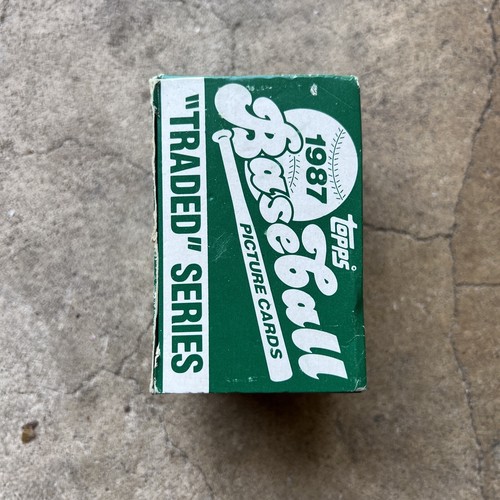 topps®
1987
Baseball
PICTURE CARDS
"TRADED" SERIES